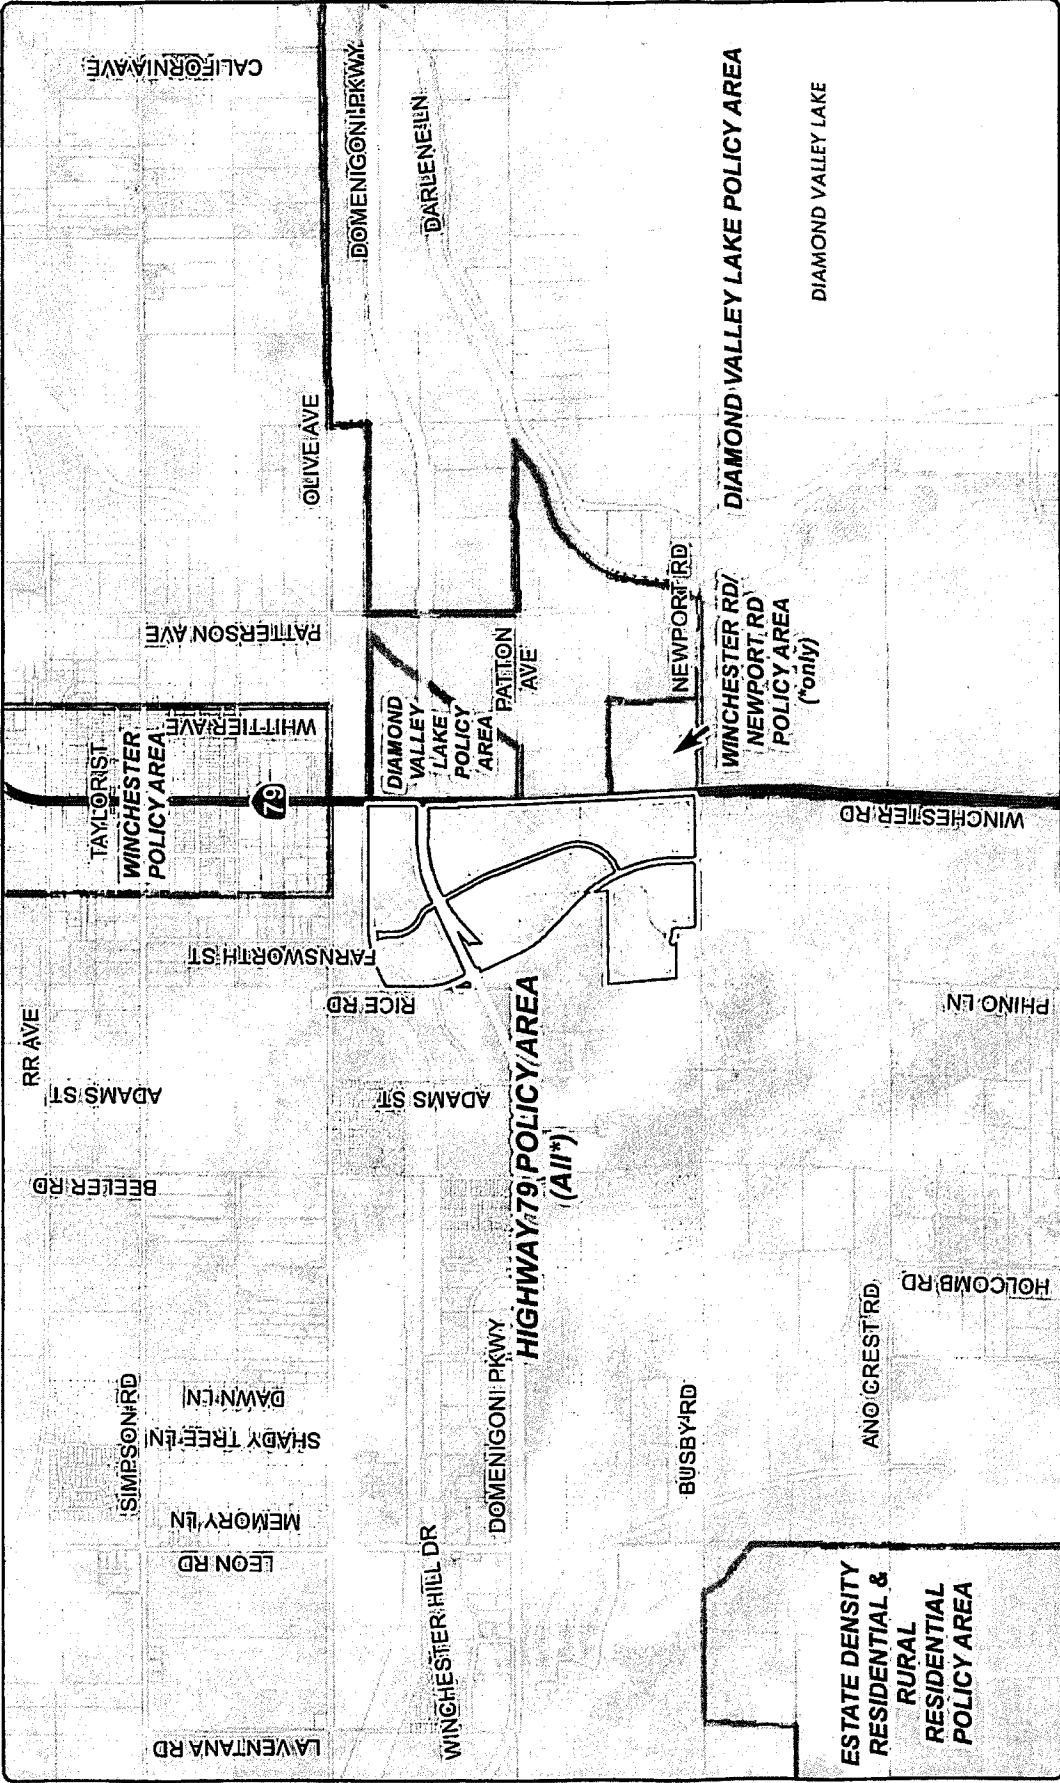 RR AVE
ADAMS ST
BEELER RD
TAYLOR ST
CALIFORNIA AVE
SIMPSON RD
WINCHESTER
POLICY AREA
LA VENTANA RD
LEON RD
MEMORY LN
SHADY TREE LN
DAWN LN
FARNSWORTH ST
WHITTIER AVE
PATTERSON AVE
79
OLIVE AVE
RICE RD
DOMENIGONI PKWY
ADAMS ST
DARLENE LN
DIAMOND
VALLEY
LAKE
POLICY
AREA
WINCHESTER HILL DR
DOMENIGONI PKWY
PATTON
AVE
HIGHWAY 79 POLICY AREA
(All*)
BUSBY RD
NEWPORT RD
WINCHESTER RD/
NEWPORT RD
POLICY AREA
(*only)
DIAMOND VALLEY LAKE POLICY AREA
DIAMOND VALLEY LAKE
WINCHESTER RD
ANO CREST RD
HOLCOMB RD
PHINO LN
ESTATE DENSITY
RESIDENTIAL &
RURAL
RESIDENTIAL
POLICY AREA